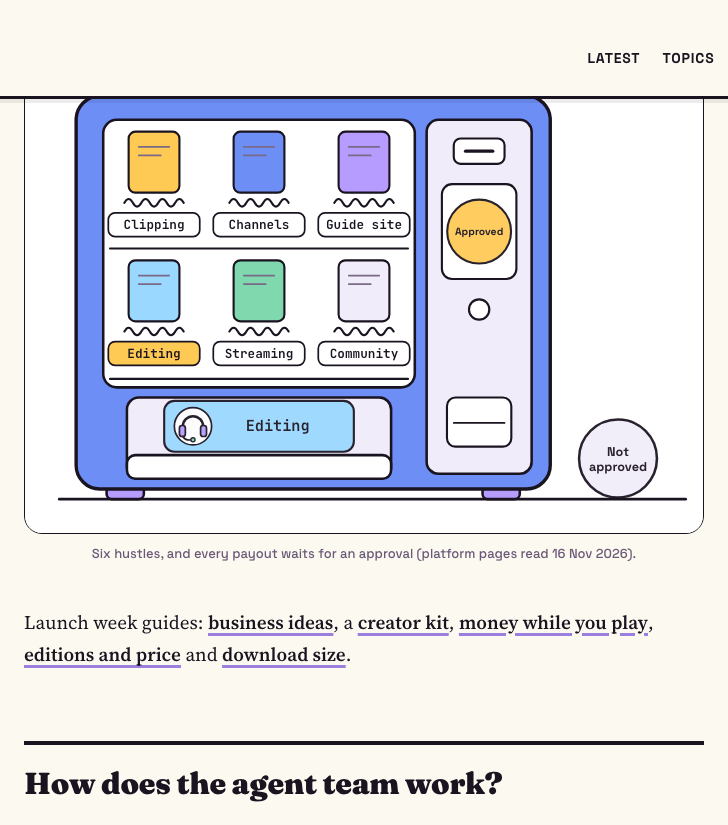 LATEST TOPICS
Clipping Channels Guide site
Approved
Editing Streaming Community
Editing
Not
approved
Six hustles, and every payout waits for an approval (platform pages read 16 Nov 2026).
Launch week guides: business ideas, a creator kit, money while you play,
editions and price and download size.
How does the agent team work?